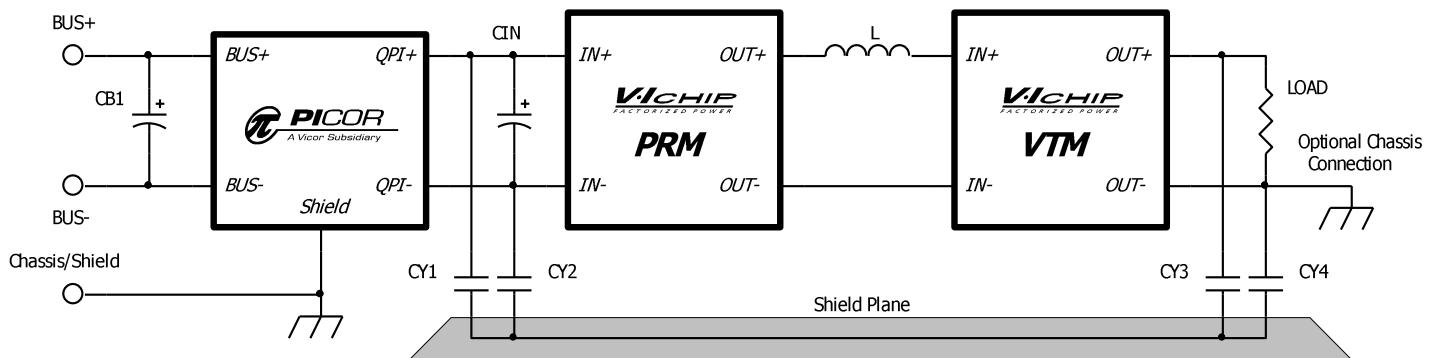 BUS+
CB1
+
BUS-
Chassis/Shield
BUS+
QPI+
PICOR
A Vicor Subsidiary
BUS-
QPI-
Shield
CIN
+
CY1
CY2
IN+
OUT+
V·I CHIP
FACTORIZED POWER
PRM
IN-
OUT-
L
IN+
OUT+
V·I CHIP
FACTORIZED POWER
VTM
IN-
OUT-
LOAD
Optional Chassis
Connection
CY3
CY4
Shield Plane